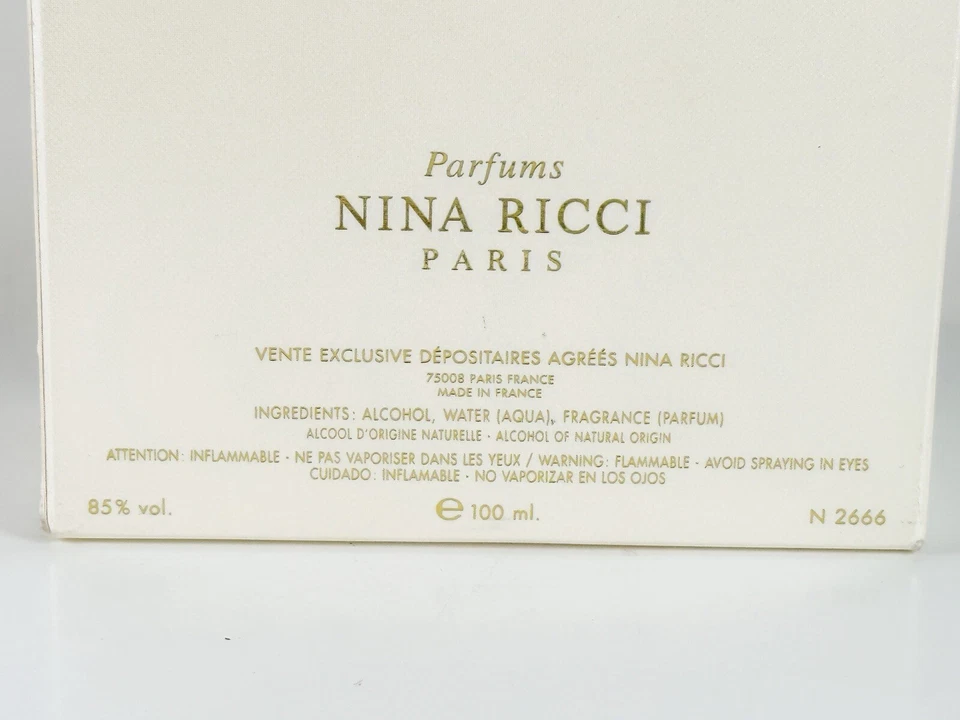 Parfums
NINA RICCI
PARIS
VENTE EXCLUSIVE DÉPOSITAIRES AGRÉÉS NINA RICCI
75008 PARIS FRANCE
MADE IN FRANCE
INGREDIENTS: ALCOHOL, WATER (AQUA), FRAGRANCE (PARFUM)
ALCOOL D'ORIGINE NATURELLE · ALCOHOL OF NATURAL ORIGIN
ATTENTION: INFLAMMABLE · NE PAS VAPORISER DANS LES YEUX / WARNING: FLAMMABLE · AVOID SPRAYING IN EYES
CUIDADO: INFLAMABLE · NO VAPORIZAR EN LOS OJOS
85% vol. ℮ 100 ml. N 2666